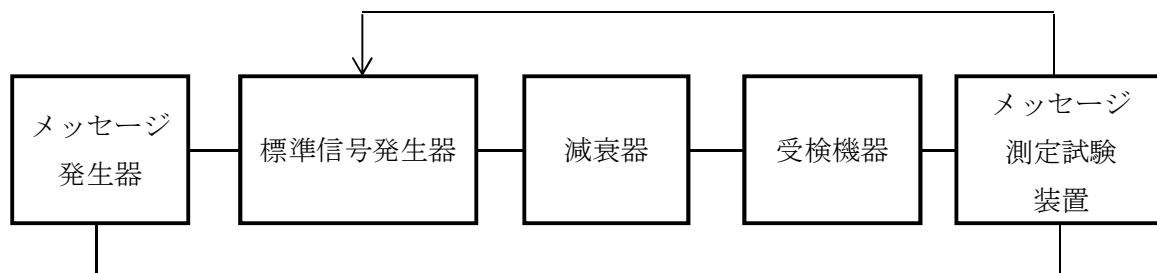 メッセージ
発生器
標準信号発生器
減衰器
受検機器
メッセージ
測定試験
装置